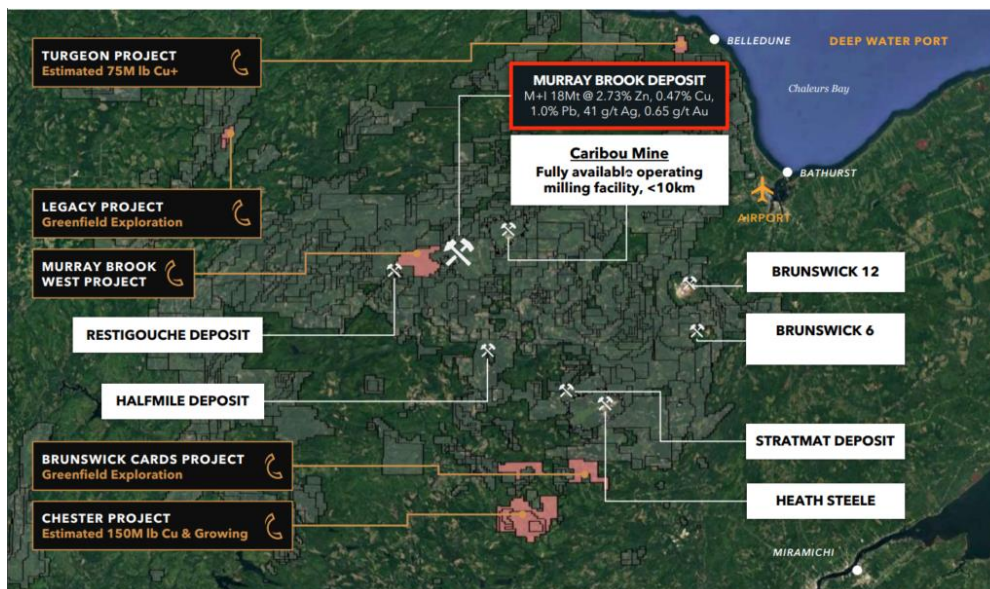 TURGEON PROJECT
Estimated 75M lb Cu+
BELLEDUNE
DEEP WATER PORT
MURRAY BROOK DEPOSIT
M+I 18Mt @ 2.73% Zn, 0.47% Cu,
1.0% Pb, 41 g/t Ag, 0.65 g/t Au
Chaleurs Bay
Caribou Mine
Fully available operating
milling facility, <10km
BATHURST
AIRPORT
LEGACY PROJECT
Greenfield Exploration
MURRAY BROOK
WEST PROJECT
BRUNSWICK 12
RESTIGOUCHE DEPOSIT
BRUNSWICK 6
HALFMILE DEPOSIT
STRATMAT DEPOSIT
BRUNSWICK CARDS PROJECT
Greenfield Exploration
HEATH STEELE
CHESTER PROJECT
Estimated 150M lb Cu & Growing
MIRAMICHI